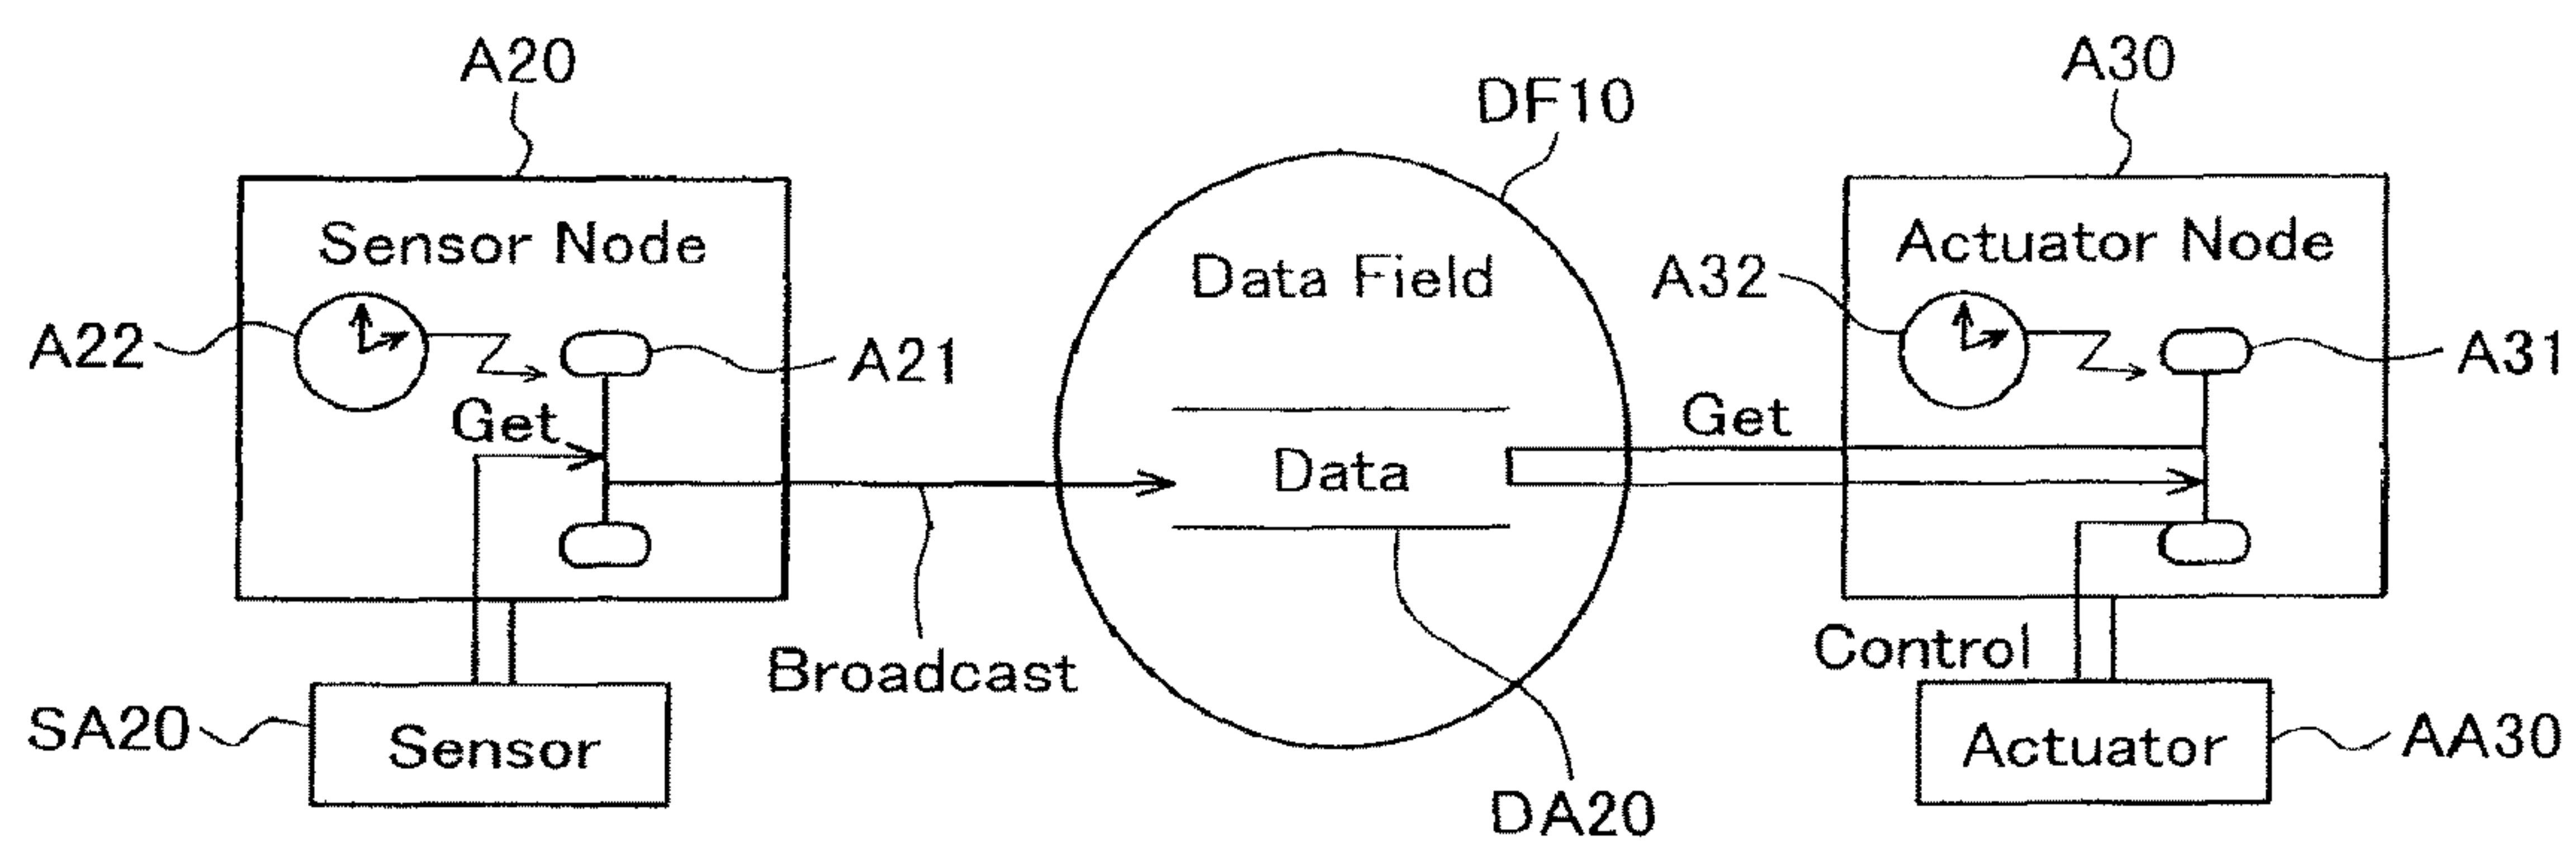 A20
A30
DF10
Sensor Node
Data Field
Actuator Node
A32
A22
A21
A31
Get
Get
Data
Control
Broadcast
SA20
Sensor
Actuator
AA30
DA20